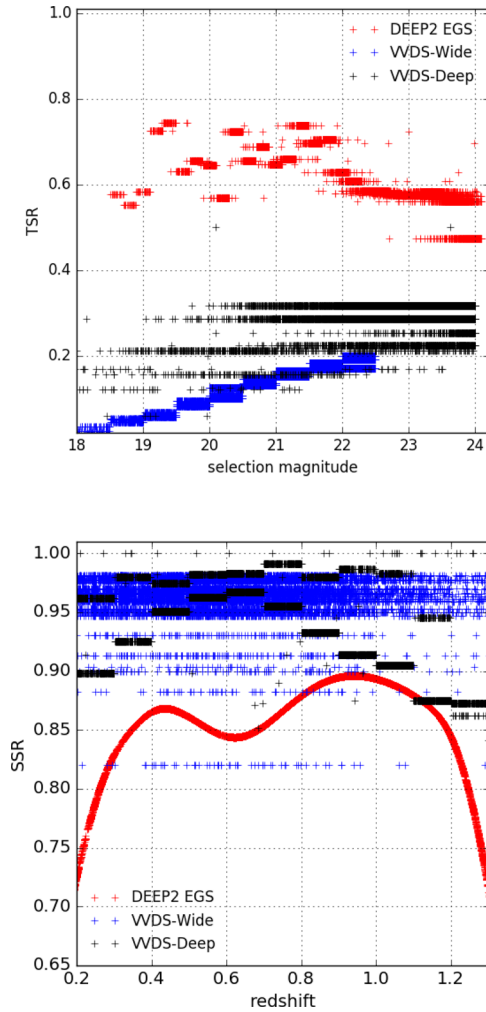 1.0
0.8
0.6
0.4
0.2
TSR
DEEP2 EGS
VVDS-Wide
VVDS-Deep
18 19 20 21 22 23 24
selection magnitude
1.00
0.95
0.90
0.85
0.80
0.75
0.70
0.65
SSR
DEEP2 EGS
VVDS-Wide
VVDS-Deep
0.2 0.4 0.6 0.8 1.0 1.2
redshift